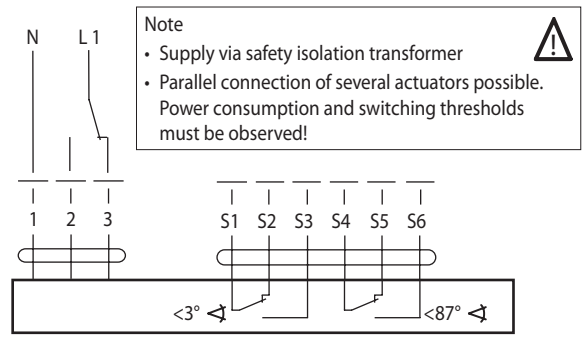 N L 1
Note
• Supply via safety isolation transformer
• Parallel connection of several actuators possible.
Power consumption and switching thresholds
must be observed!
1 2 3 S1 S2 S3 S4 S5 S6
<3° <87°